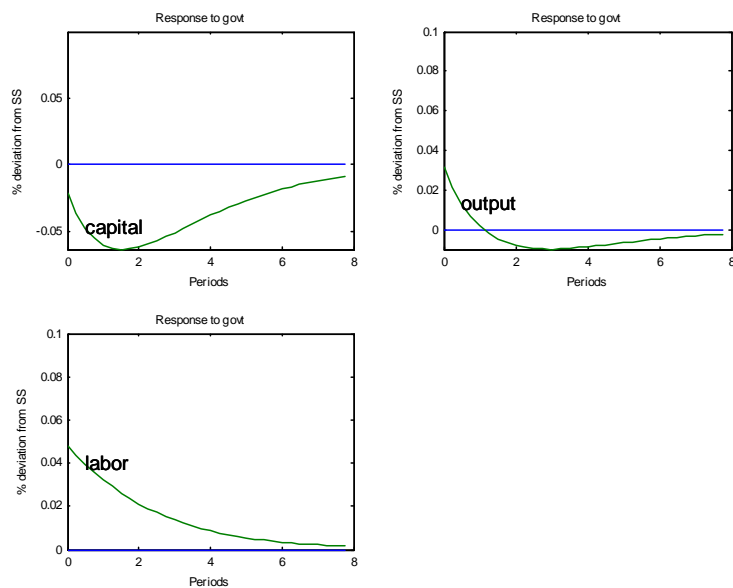 Response to govt
0.05
0
-0.05
% deviation from SS
capital
0 2 4 6 8
Periods
Response to govt
0.1
0.08
0.06
0.04
0.02
0
% deviation from SS
output
0 2 4 6 8
Periods
Response to govt
0.1
0.08
0.06
0.04
0.02
0
% deviation from SS
labor
0 2 4 6 8
Periods